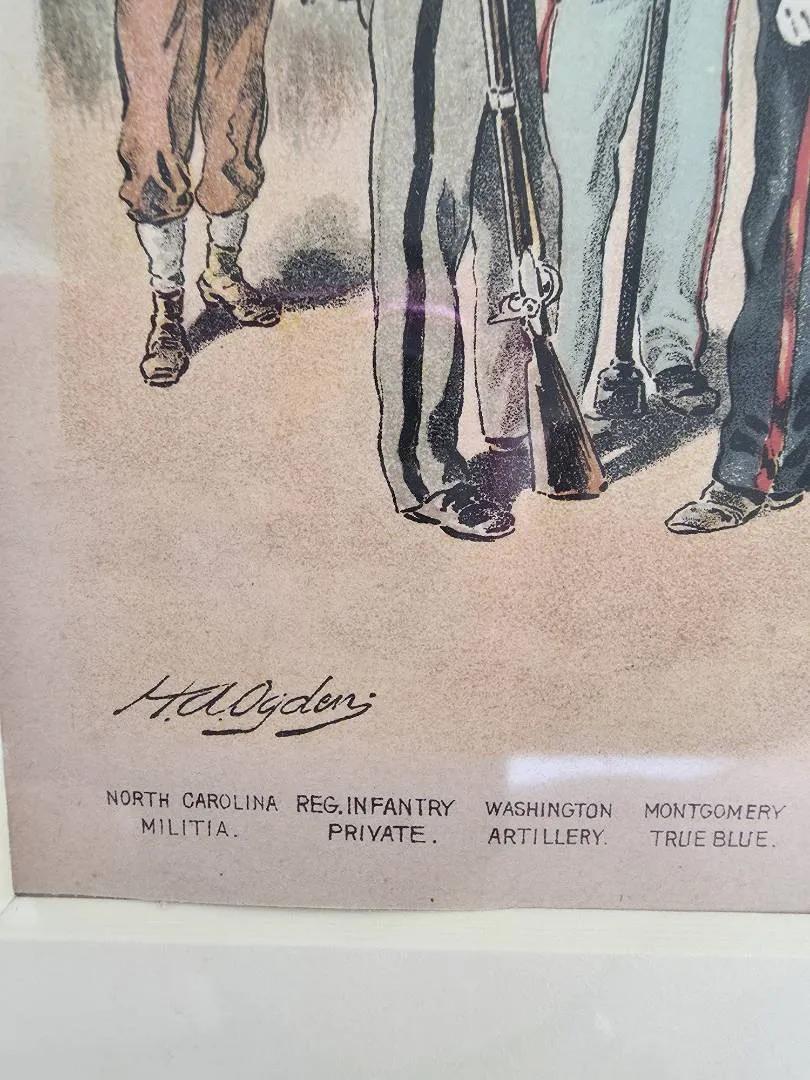 H.A.Ogden
NORTH CAROLINA REG.INFANTRY WASHINGTON MONTGOMERY
MILITIA. PRIVATE. ARTILLERY. TRUE BLUE.